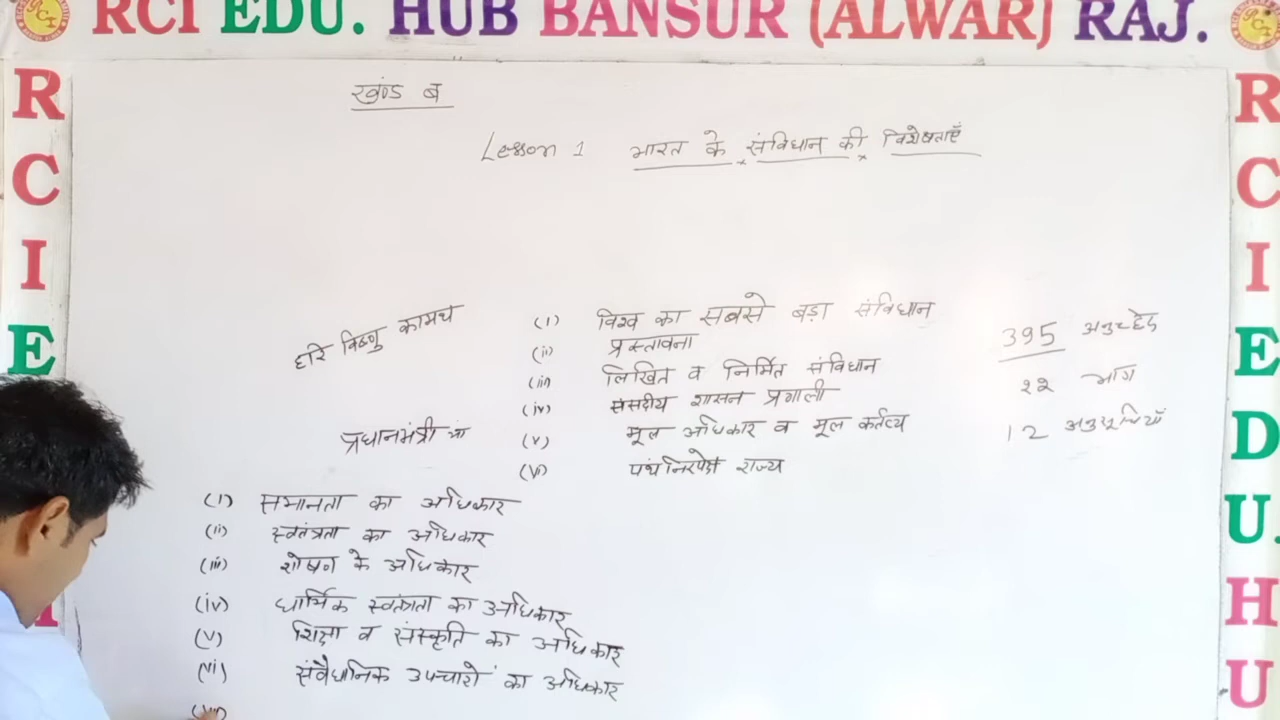 RCI EDU. HUB BANSUR (ALWAR) RAJ.
खण्ड ब
Lesson 1 भारत के संविधान की विशेषताएँ
हरि विष्णु कामथ
(i) विश्व का सबसे बड़ा संविधान
(ii) प्रस्तावना
(iii) लिखित व निर्मित संविधान
(iv) संसदीय शासन प्रणाली
प्रधानमंत्री
(v) मूल अधिकार व मूल कर्तव्य
(vi) पंथनिरपेक्ष राज्य
395 अनुच्छेद
22 भाग
12 अनुसूचियाँ
(i) समानता का अधिकार
(ii) स्वतंत्रता का अधिकार
(iii) शोषण के अधिकार
(iv) धार्मिक स्वतंत्रता का अधिकार
(v) शिक्षा व संस्कृति का अधिकार
(vi) संवैधानिक उपचारों का अधिकार
R
C
I
E
R
C
I
E
D
U.
H
U